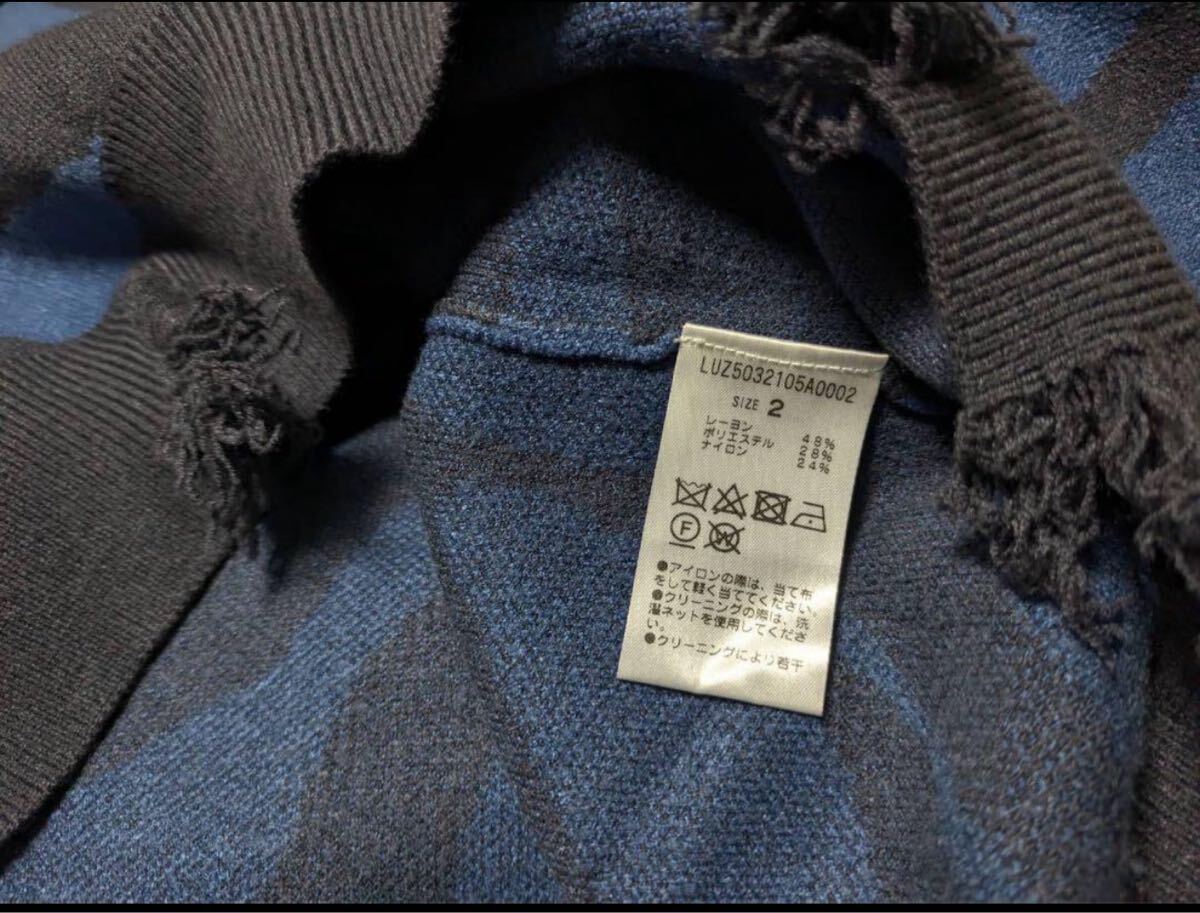 LUZ5032105A0002
SIZE 2
レーヨン 48%
ポリエステル 28%
ナイロン 24%
F W
●アイロンの際は、当て布
をして軽く当ててください。
●クリーニングの際は、洗
濯ネットを使用してくださ
い。
●クリーニングにより若干